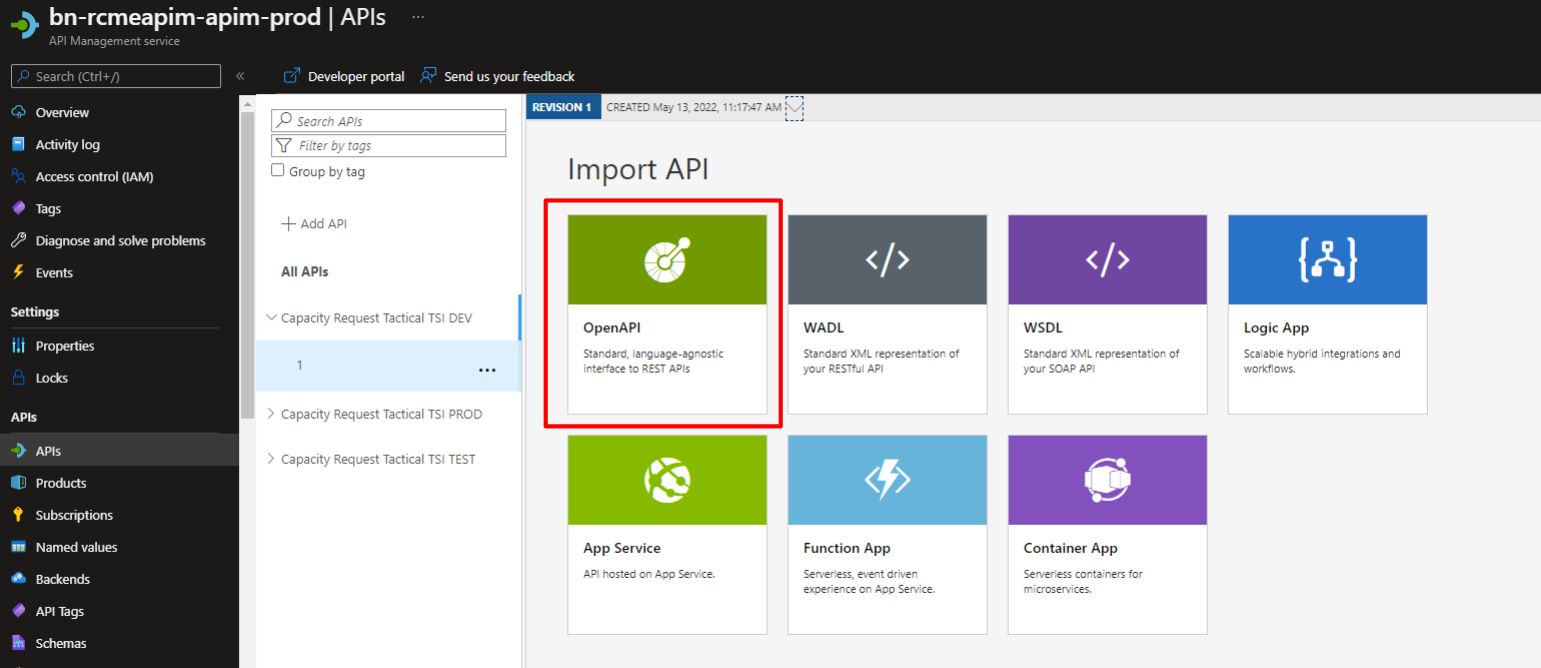 bn-rcmeapim-apim-prod | APIs ...
API Management service
Search (Ctrl+/)
«
Developer portal
Send us your feedback
Overview
Activity log
Access control (IAM)
Tags
Diagnose and solve problems
Events
Settings
Properties
Locks
APIs
APIs
Products
Subscriptions
Named values
Backends
API Tags
Schemas
Search APIs
Filter by tags
Group by tag
+ Add API
All APIs
Capacity Request Tactical TSI DEV
1 ...
Capacity Request Tactical TSI PROD
Capacity Request Tactical TSI TEST
REVISION 1 CREATED May 13, 2022, 11:17:47 AM
Import API
OpenAPI
Standard, language-agnostic
interface to REST APIs
WADL
Standard XML representation of
your RESTful API
WSDL
Standard XML representation of
your SOAP API
Logic App
Scalable hybrid integrations and
workflows.
App Service
API hosted on App Service.
Function App
Serverless, event driven
experience on App Service.
Container App
Serverless containers for
microservices.